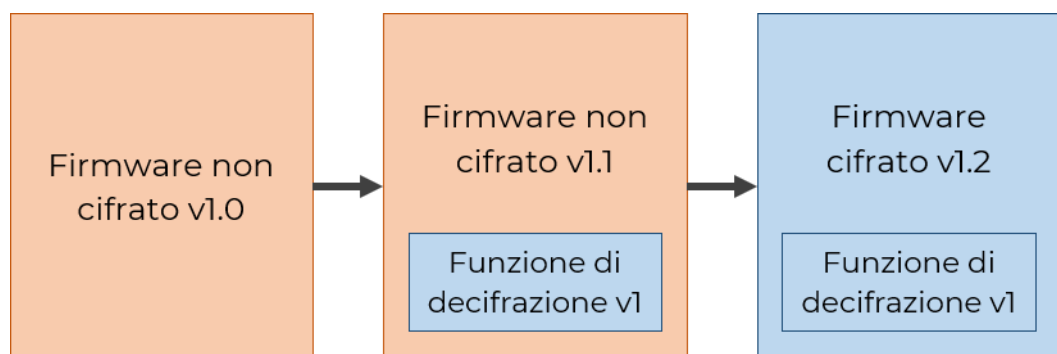 Firmware non
cifrato v1.0
Firmware non
cifrato v1.1
Funzione di
decifrazione v1
Firmware
cifrato v1.2
Funzione di
decifrazione v1